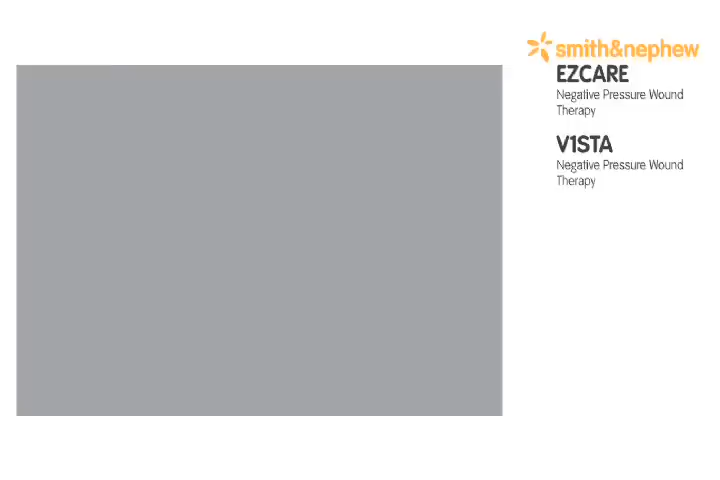 smith&nephew
EZCARE
Negative Pressure Wound
Therapy
V1STA
Negative Pressure Wound
Therapy